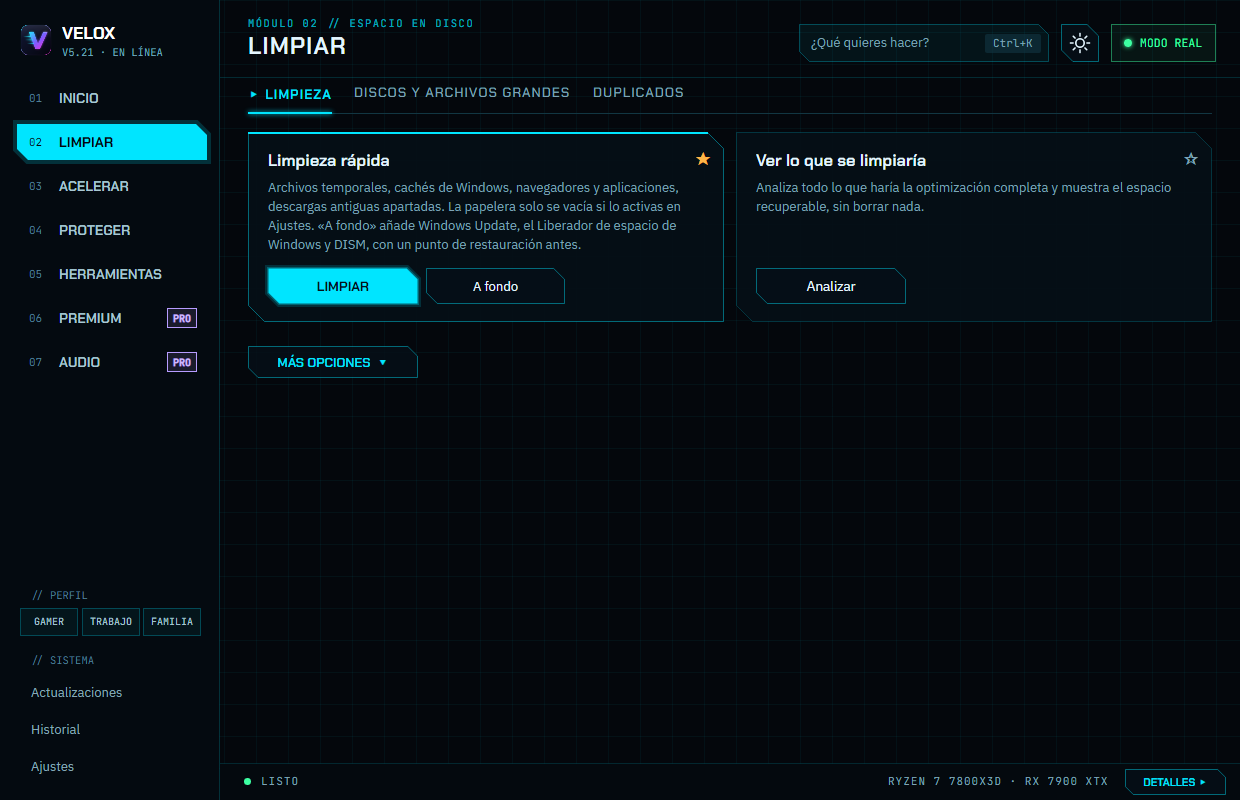 VELOX
V5.21 · EN LÍNEA
01 INICIO
02 LIMPIAR
03 ACELERAR
04 PROTEGER
05 HERRAMIENTAS
06 PREMIUM PRO
07 AUDIO PRO
// PERFIL
GAMER TRABAJO FAMILIA
// SISTEMA
Actualizaciones
Historial
Ajustes
MÓDULO 02 // ESPACIO EN DISCO
LIMPIAR
¿Qué quieres hacer? Ctrl+K
MODO REAL
▸ LIMPIEZA DISCOS Y ARCHIVOS GRANDES DUPLICADOS
Limpieza rápida ★
Archivos temporales, cachés de Windows, navegadores y aplicaciones,
descargas antiguas apartadas. La papelera solo se vacía si lo activas en
Ajustes. «A fondo» añade Windows Update, el Liberador de espacio de
Windows y DISM, con un punto de restauración antes.
LIMPIAR A fondo
Ver lo que se limpiaría ☆
Analiza todo lo que haría la optimización completa y muestra el espacio
recuperable, sin borrar nada.
Analizar
MÁS OPCIONES ▾
LISTO
RYZEN 7 7800X3D · RX 7900 XTX
DETALLES ▸